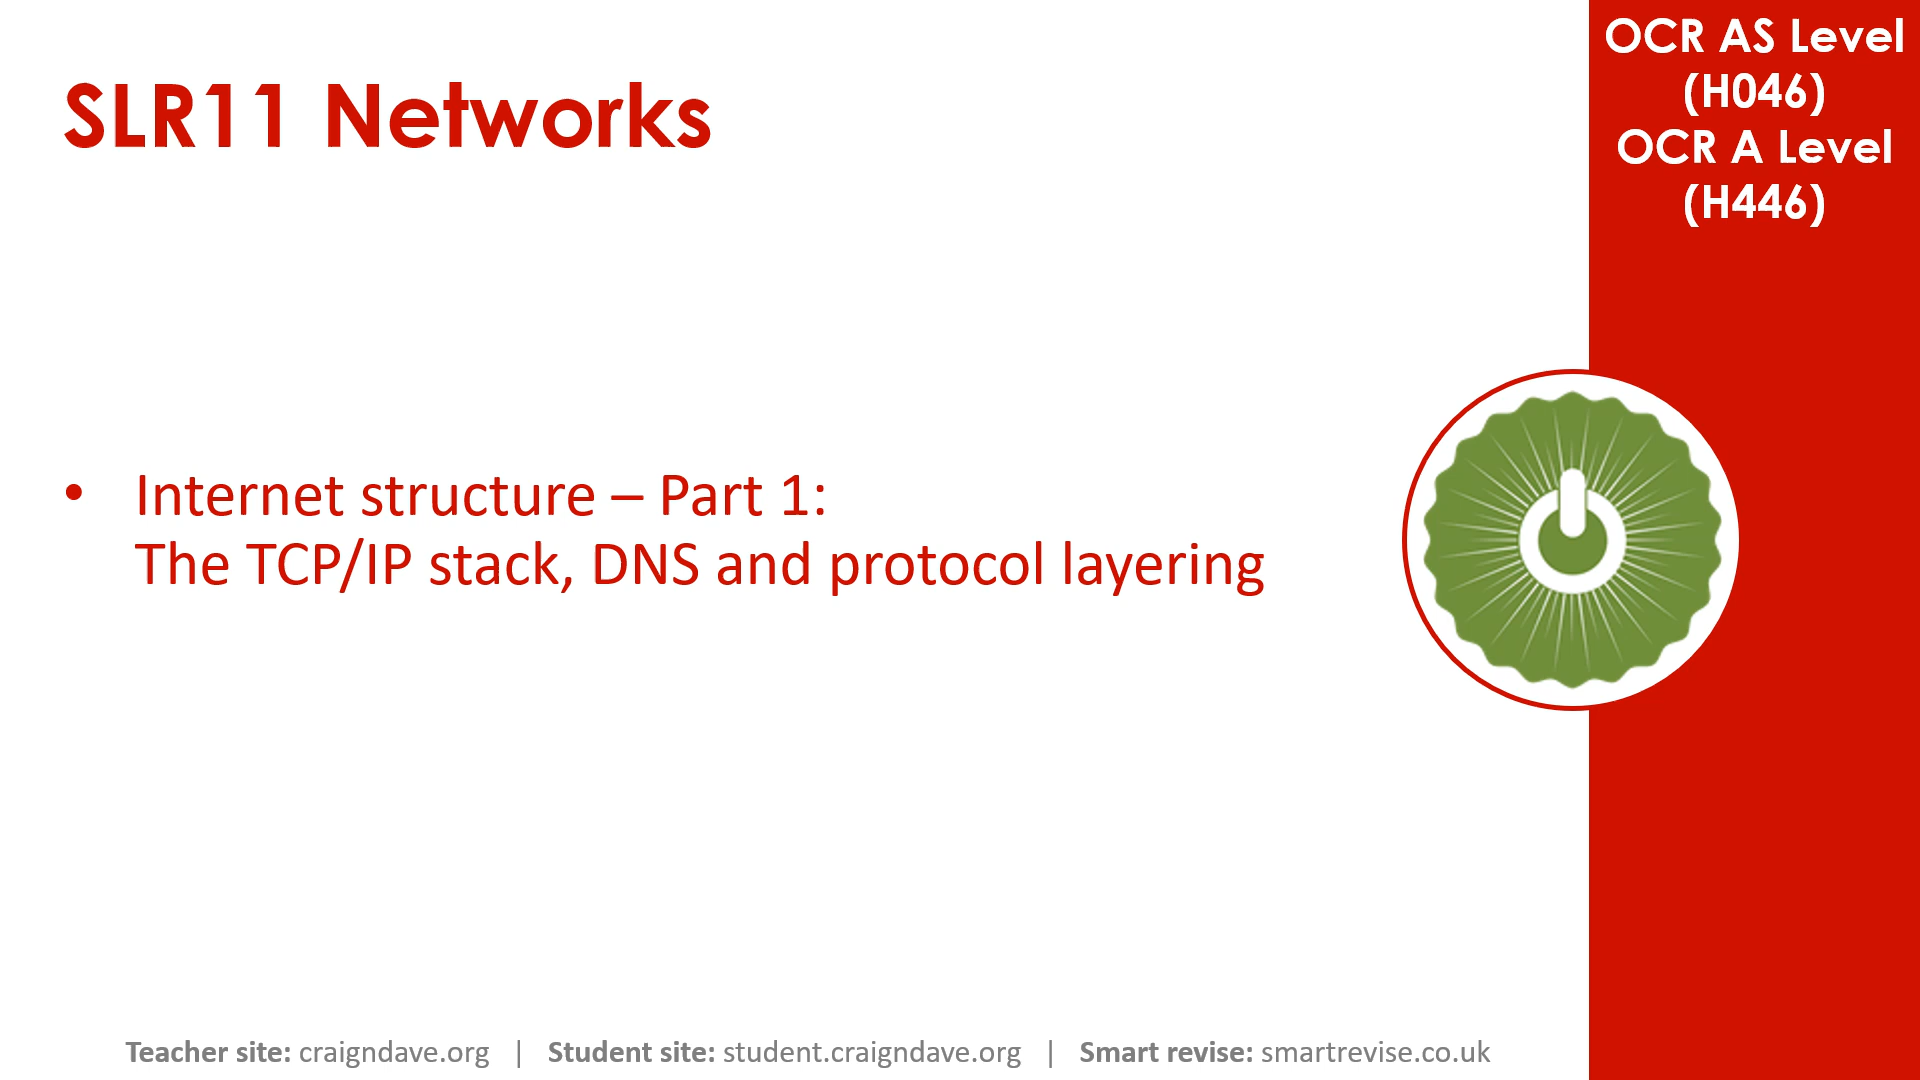 SLR11 Networks
OCR AS Level
(H046)
OCR A Level
(H446)
• Internet structure – Part 1:
The TCP/IP stack, DNS and protocol layering
Teacher site: craigndave.org | Student site: student.craigndave.org | Smart revise: smartrevise.co.uk